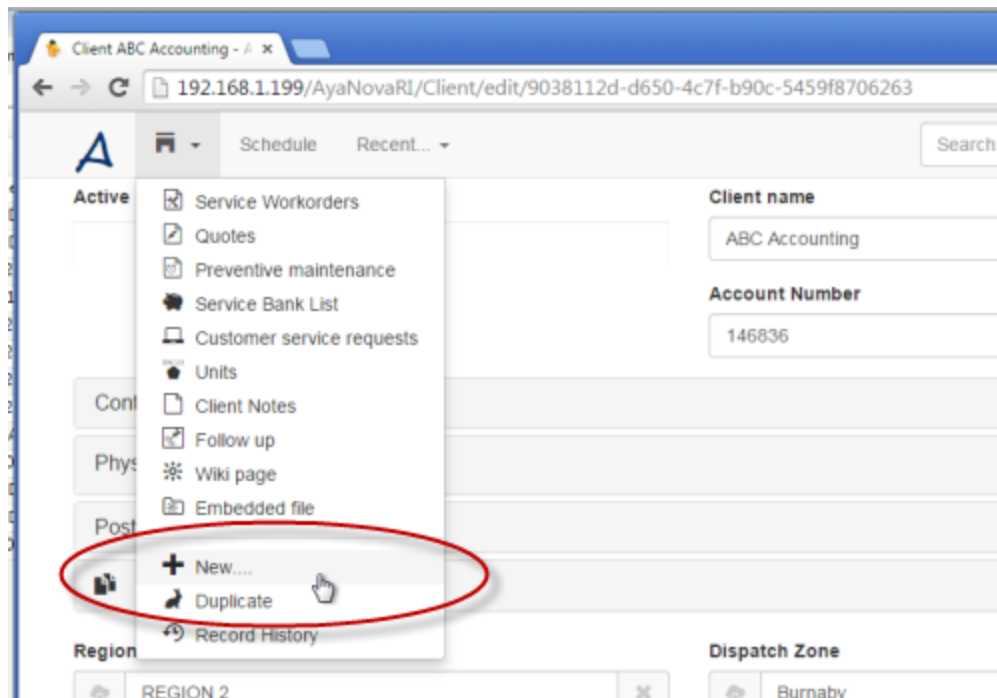 Client ABC Accounting - A
192.168.1.199/AyaNovaRI/Client/edit/9038112d-d650-4c7f-b90c-5459f8706263
Schedule Recent... Search
Active
Client name
ABC Accounting
Account Number
146836
Service Workorders
Quotes
Preventive maintenance
Service Bank List
Customer service requests
Units
Client Notes
Follow up
Wiki page
Embedded file
New....
Duplicate
Record History
Cont
Phys
Post
Region
REGION 2
Dispatch Zone
Burnaby